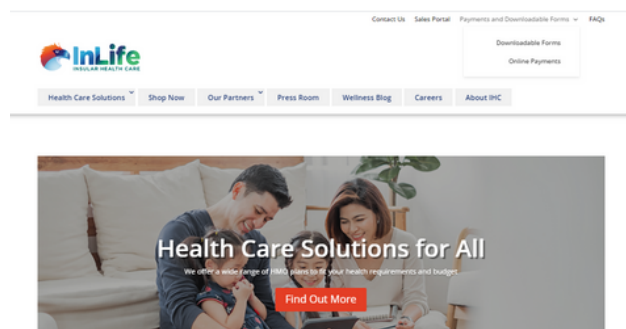 Contact Us Sales Portal Payments and Downloadable Forms FAQs
Downloadable Forms
Online Payments
InLife
INSULAR HEALTH CARE
Health Care Solutions Shop Now Our Partners Press Room Wellness Blog Careers About IHC
Health Care Solutions for All
We offer a wide range of HMO plans to fit your health requirements and budget
Find Out More